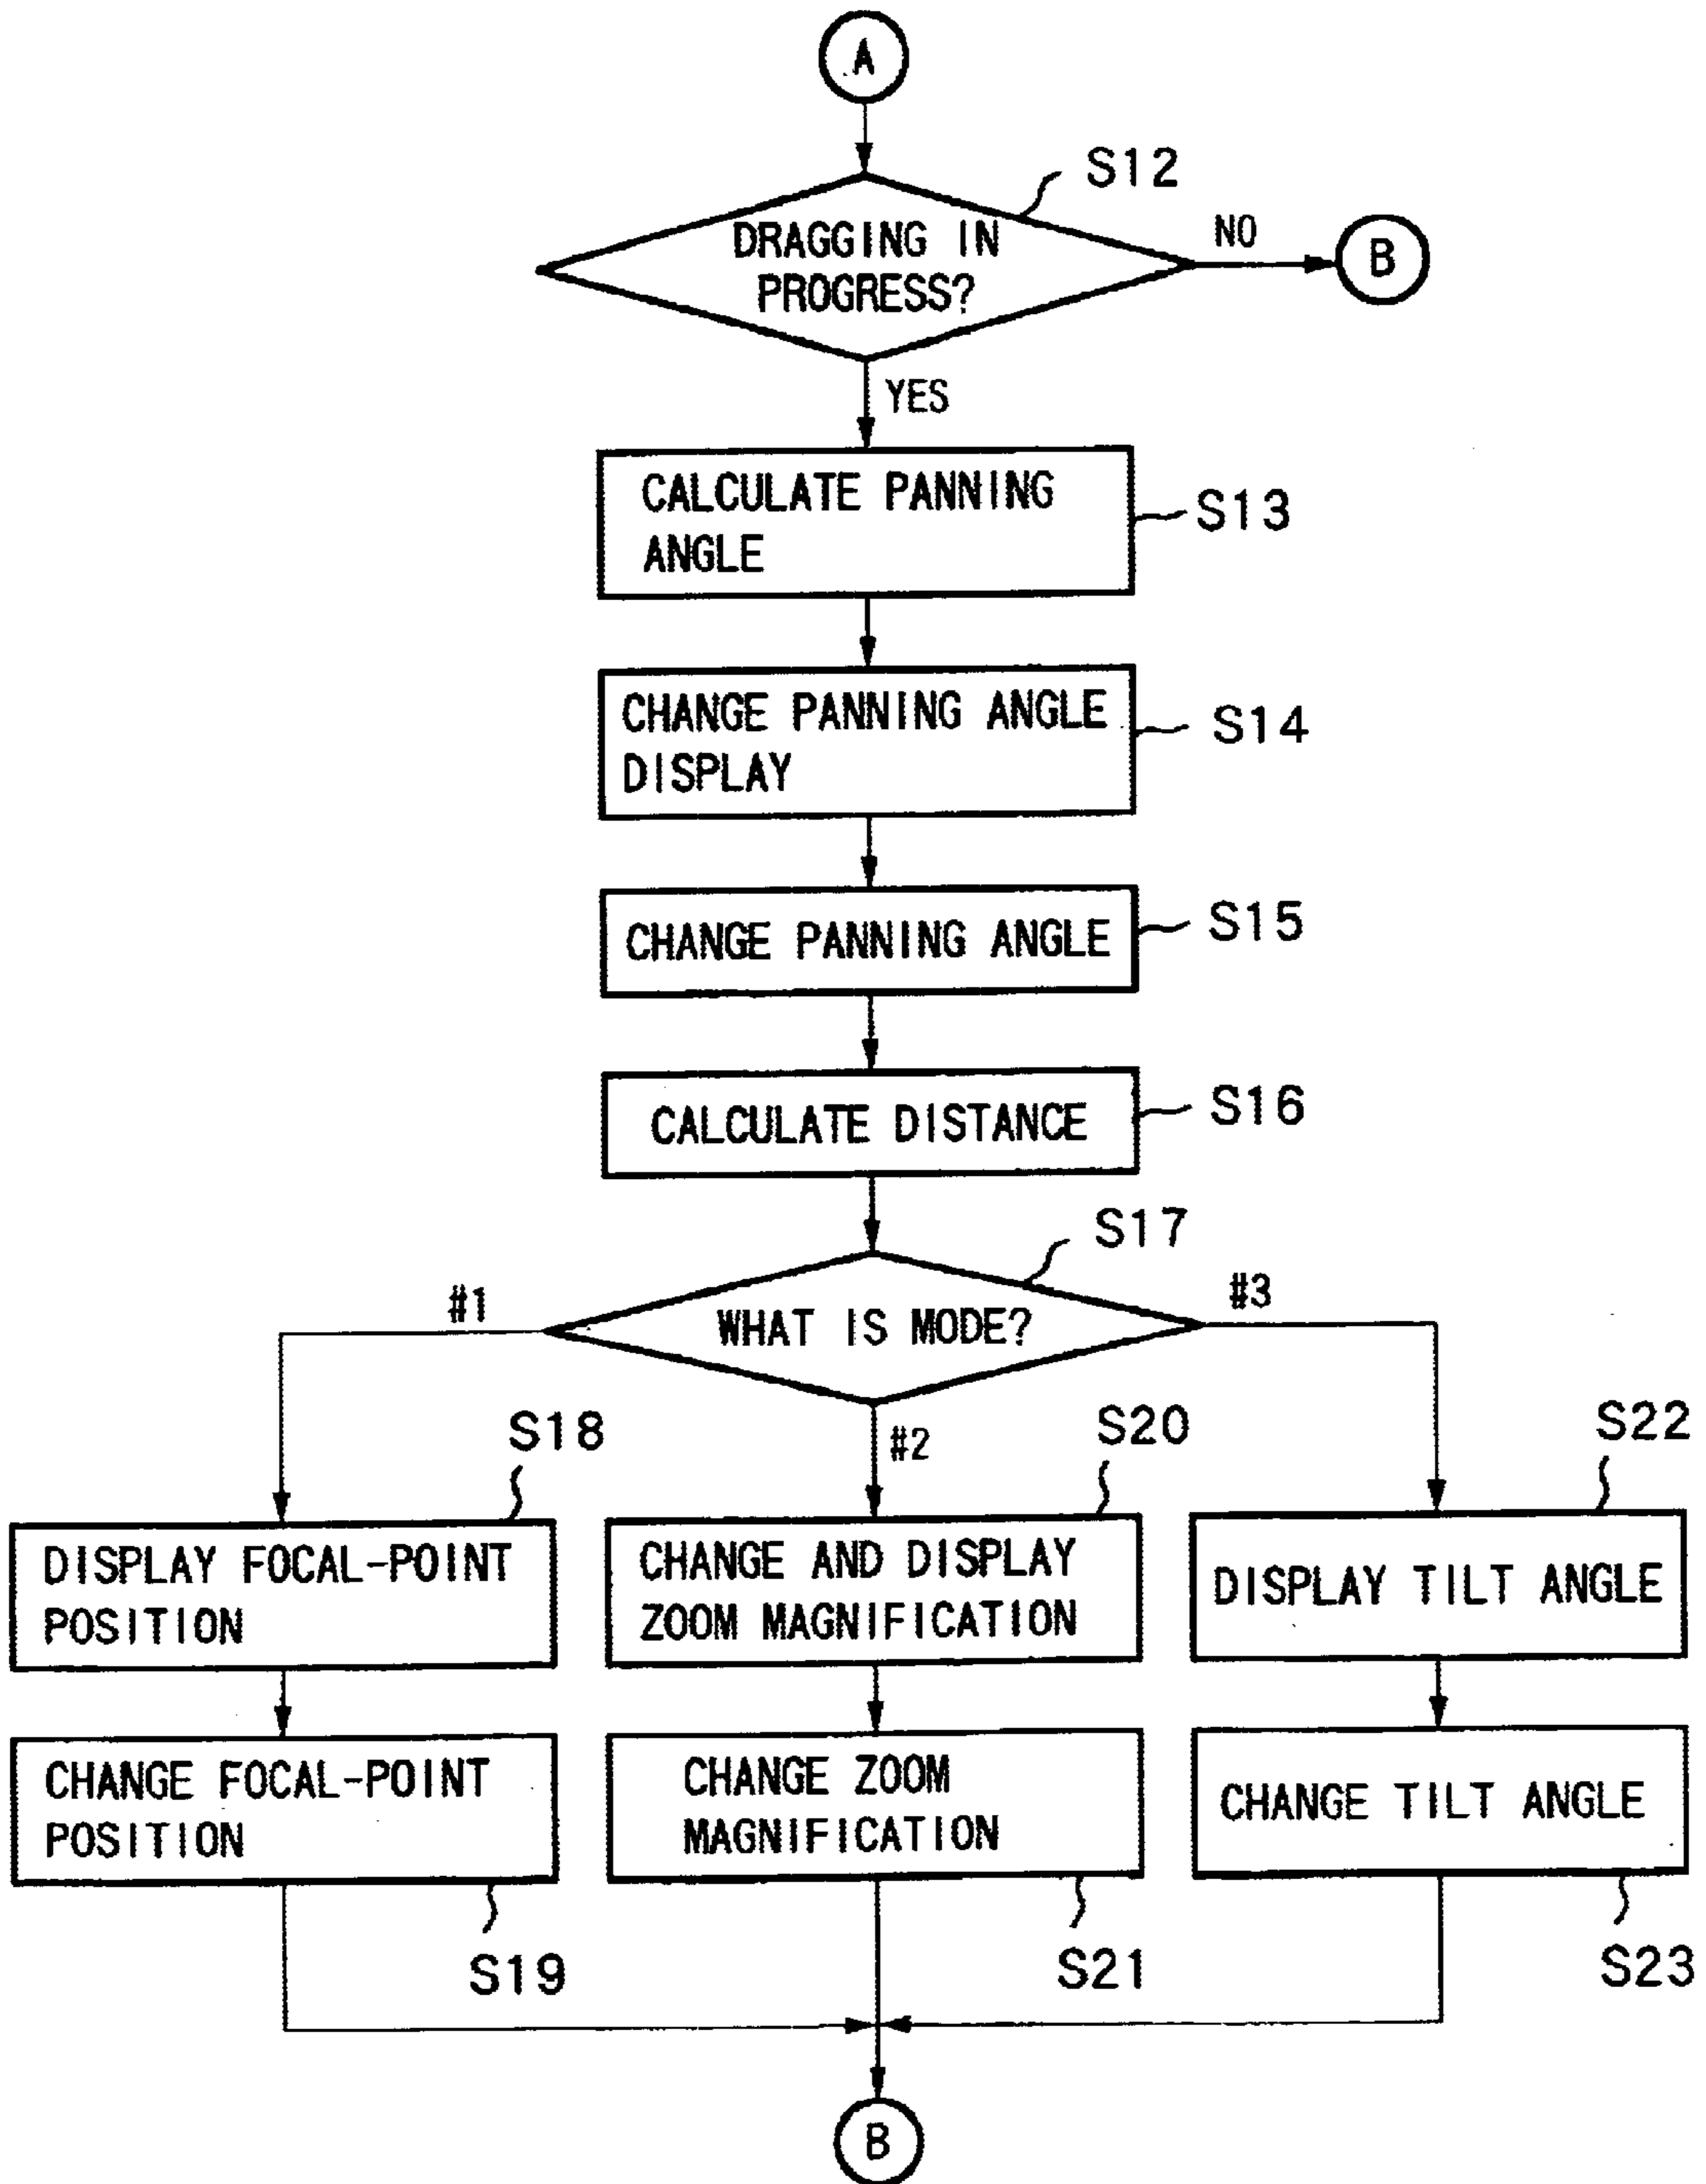 A
S12
DRAGGING IN
PROGRESS?
NO
B
YES
CALCULATE PANNING
ANGLE
S13
CHANGE PANNING ANGLE
DISPLAY
S14
CHANGE PANNING ANGLE
S15
CALCULATE DISTANCE
S16
S17
WHAT IS MODE?
#1
#3
#2
S18
S20
S22
DISPLAY FOCAL-POINT
POSITION
CHANGE AND DISPLAY
ZOOM MAGNIFICATION
DISPLAY TILT ANGLE
CHANGE FOCAL-POINT
POSITION
CHANGE ZOOM
MAGNIFICATION
CHANGE TILT ANGLE
S19
S21
S23
B